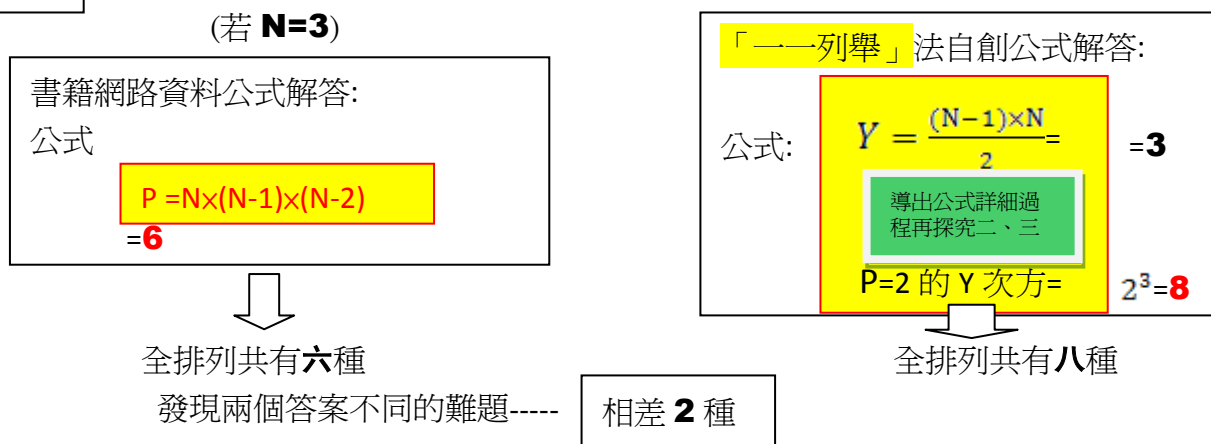 (若 N=3)
書籍網路資料公式解答:
公式
P =N×(N-1)×(N-2)
=6
全排列共有六種
「一一列舉」法自創公式解答:
公式: Y = (N−1)×N / 2 = =3
導出公式詳細過
程再探究二、三
P=2 的 Y 次方= 2³=8
全排列共有八種
發現兩個答案不同的難題----- 相差 2 種